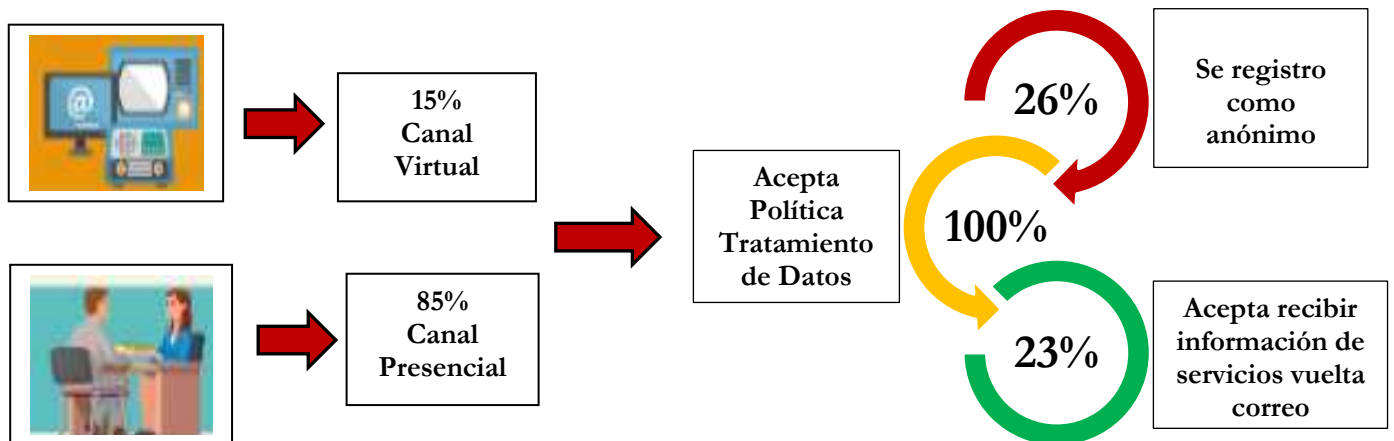 @
15%
Canal
Virtual
85%
Canal
Presencial
Acepta
Política
Tratamiento
de Datos
26%
Se registro
como
anónimo
100%
23%
Acepta recibir
información de
servicios vuelta
correo